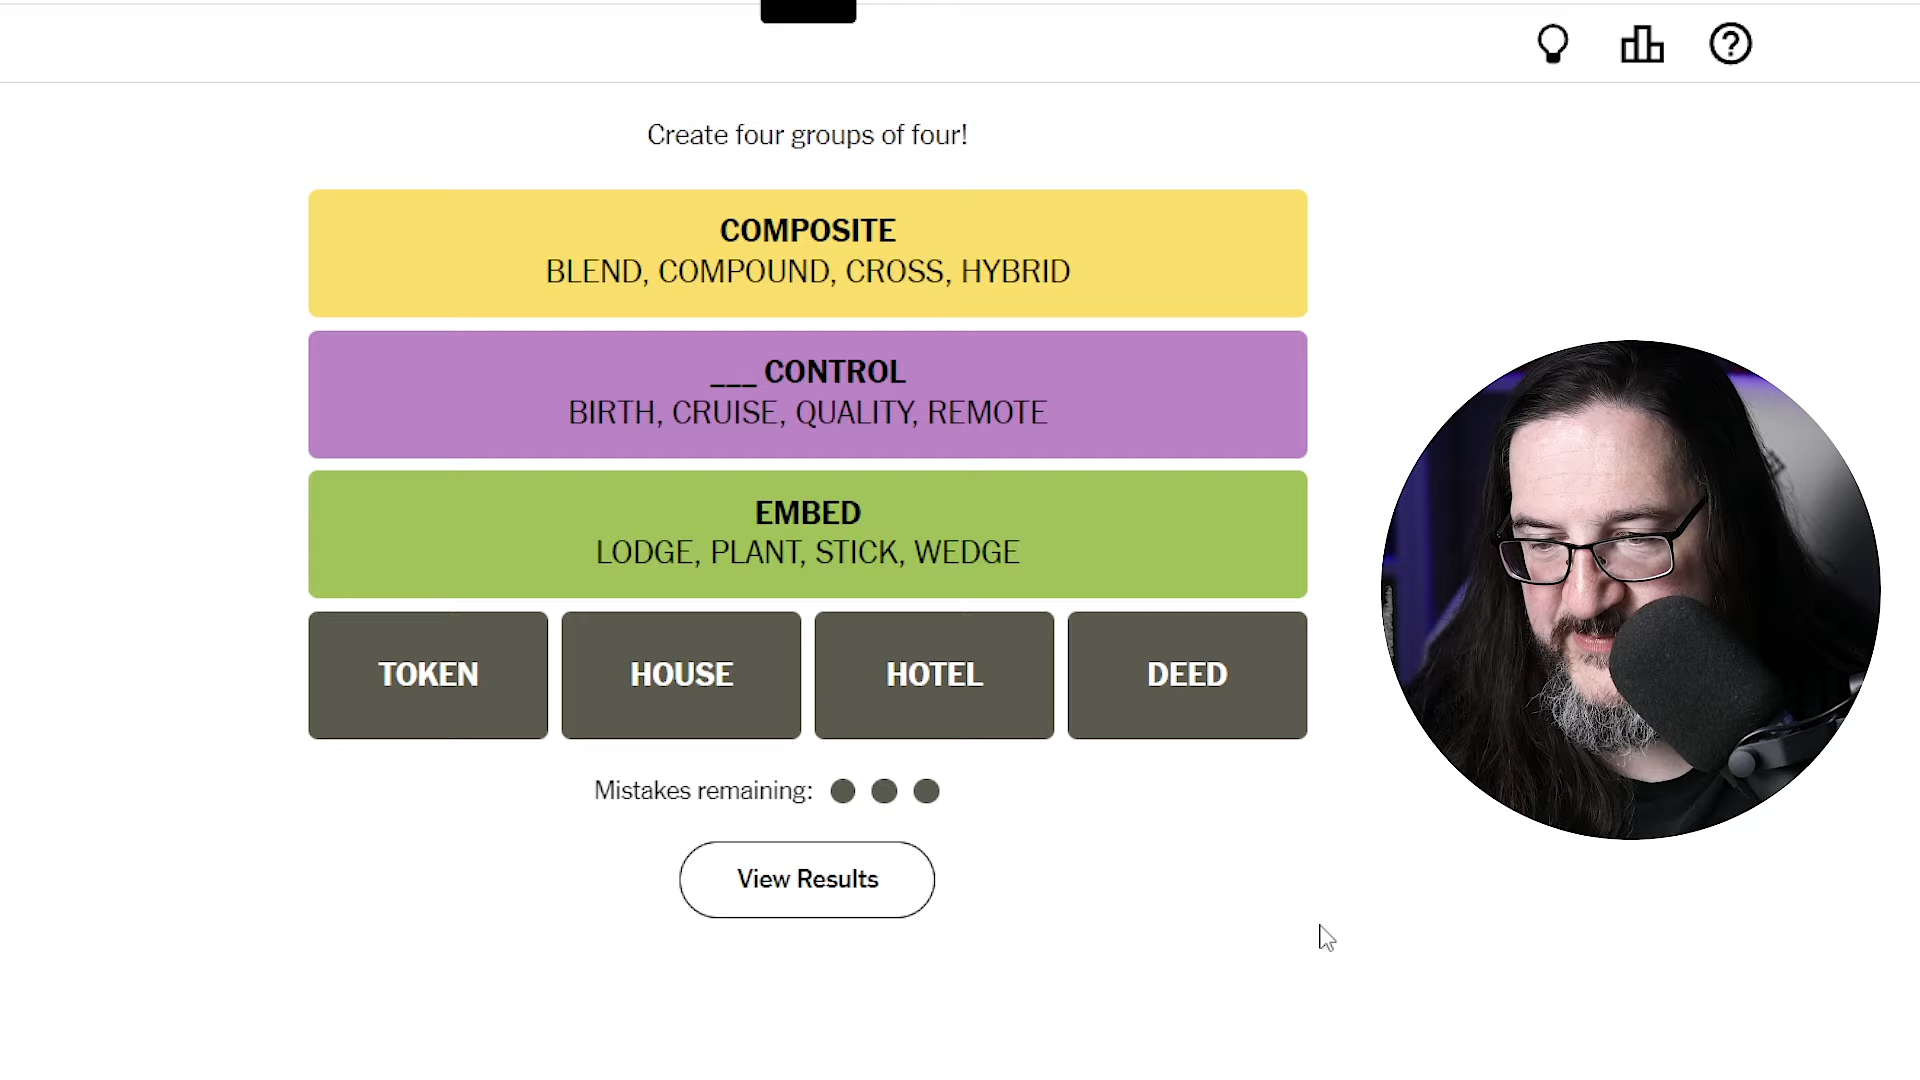 Create four groups of four!
COMPOSITE
BLEND, COMPOUND, CROSS, HYBRID
___ CONTROL
BIRTH, CRUISE, QUALITY, REMOTE
EMBED
LODGE, PLANT, STICK, WEDGE
TOKEN HOUSE HOTEL DEED
Mistakes remaining:
View Results